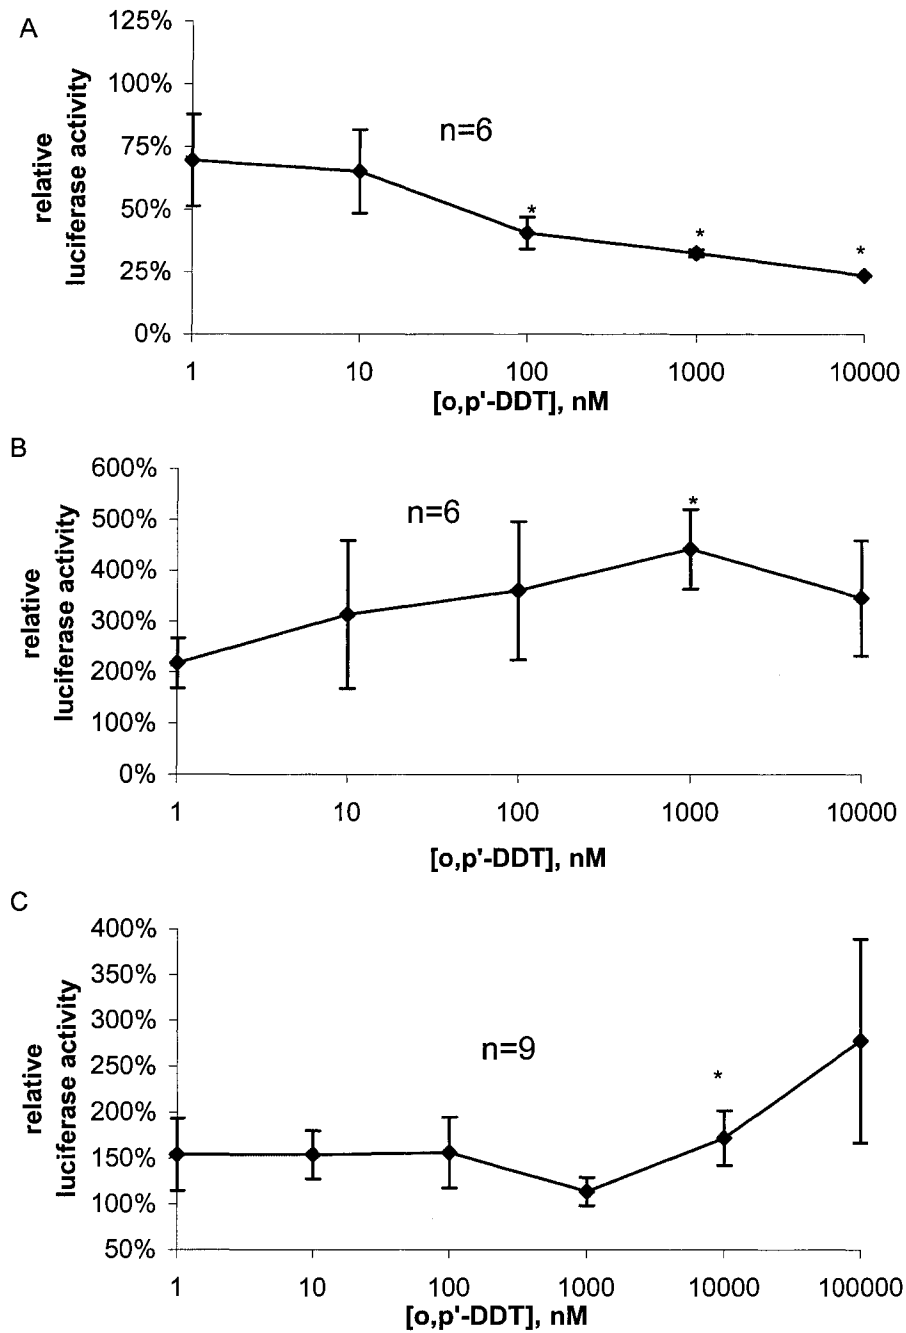 A
125%
100%
75%
50%
25%
0%
relative
luciferase activity
n=6
*
*
*
1 10 100 1000 10000
[o,p'-DDT], nM
B
600%
500%
400%
300%
200%
100%
0%
relative
luciferase activity
n=6
*
1 10 100 1000 10000
[o,p'-DDT], nM
C
400%
350%
300%
250%
200%
150%
100%
50%
relative
luciferase activity
n=9
*
1 10 100 1000 10000 100000
[o,p'-DDT], nM